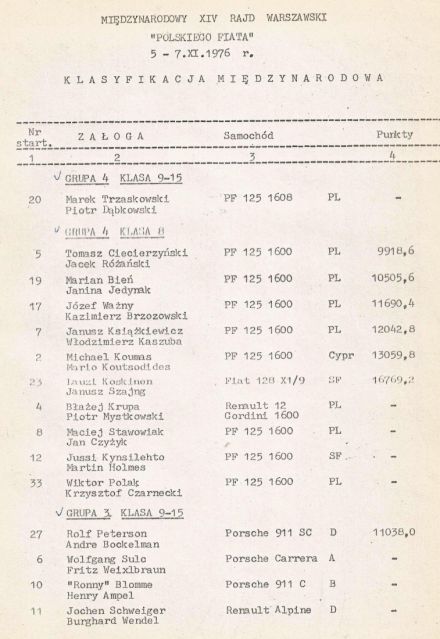 MIĘDZYNARODOWY XIV RAJD WARSZAWSKI
"POLSKIEGO FIATA"
5 - 7.XI.1976 r.
KLASYFIKACJA MIĘDZYNARODOWA
Nr start. ZAŁOGA Samochód Punkty
1 2 3 4
GRUPA 4 KLASA 9-15
20 Marek Trzaskowski PF 125 1608 PL -
Piotr Dąbkowski
GRUPA 4 KLASA 8
5 Tomasz Ciecierzyński PF 125 1600 PL 9918,6
Jacek Różański
19 Marian Bień PF 125 1600 PL 10505,6
Janina Jedynak
17 Józef Ważny PF 125 1600 PL 11690,4
Kazimierz Brzozowski
7 Janusz Książkiewicz PF 125 1600 PL 12042,8
Włodzimierz Kaszuba
2 Michael Koumas PF 125 1600 Cypr 13059,8
Mario Koutsodides
23 Lauzi Koskinen Fiat 128 X1/9 SF 16769,2
Janusz Szajng
4 Błażej Krupa Renault 12 PL -
Piotr Mystkowski Gordini 1600
8 Maciej Stawowiak PF 125 1600 PL -
Jan Czyżyk
12 Jussi Kynsilehto PF 125 1600 SF -
Martin Holmes
33 Wiktor Polak PF 125 1600 PL -
Krzysztof Czarnecki
GRUPA 3 KLASA 9-15
27 Rolf Peterson Porsche 911 SC D 11038,0
Andre Bockelman
6 Wolfgang Sulc Porsche Carrera A -
Fritz Weixlbraun
10 "Ronny" Blomme Porsche 911 C B -
Henry Ampel
11 Jochen Schweiger Renault Alpine D -
Burghard Wendel